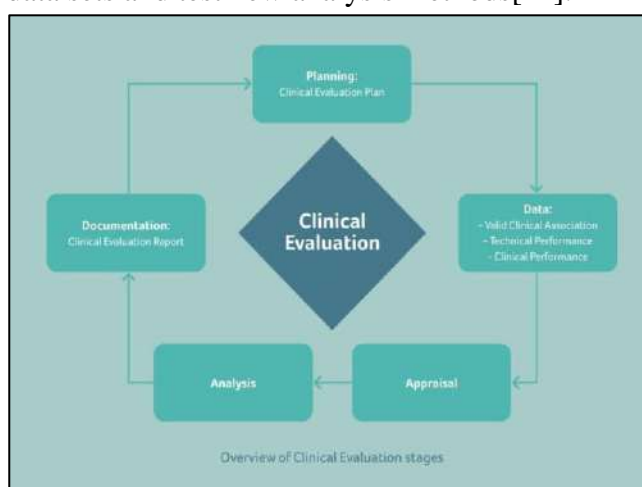 Planning:
Clinical Evaluation Plan
Clinical
Evaluation
Data:
– Valid Clinical Association
– Technical Performance
– Clinical Performance
Documentation:
Clinical Evaluation Report
Analysis
Appraisal
Overview of Clinical Evaluation stages